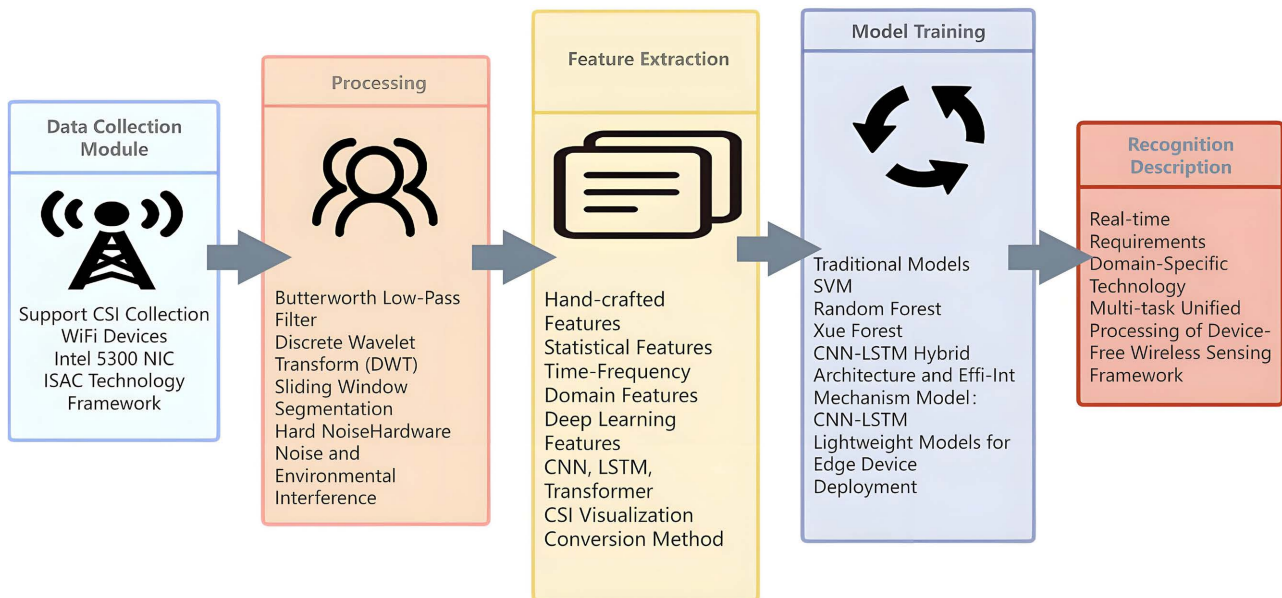 Data Collection
Module
Support CSI Collection
WiFi Devices
Intel 5300 NIC
ISAC Technology
Framework
Processing
Butterworth Low-Pass
Filter
Discrete Wavelet
Transform (DWT)
Sliding Window
Segmentation
Hard NoiseHardware
Noise and
Environmental
Interference
Feature Extraction
Hand-crafted
Features
Statistical Features
Time-Frequency
Domain Features
Deep Learning
Features
CNN, LSTM,
Transformer
CSI Visualization
Conversion Method
Model Training
Traditional Models
SVM
Random Forest
Xue Forest
CNN-LSTM Hybrid
Architecture and Effi-Int
Mechanism Model:
CNN-LSTM
Lightweight Models for
Edge Device
Deployment
Recognition
Description
Real-time
Requirements
Domain-Specific
Technology
Multi-task Unified
Processing of Device-
Free Wireless Sensing
Framework